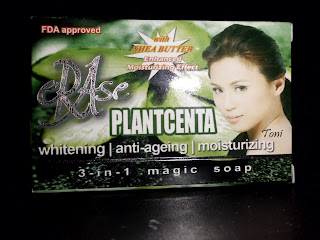 FDA approved
with
SHEA BUTTER
Enhanced
Moisturizing Effect
eRAse
PLANTCENTA
Toni
whitening | anti-ageing | moisturizing
3-in-1 magic soap